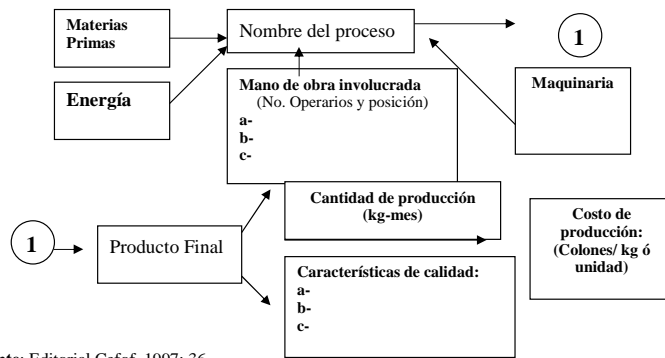 Materias
Primas
Nombre del proceso
1
Energía
Mano de obra involucrada
(No. Operarios y posición)
a-
b-
c-
Maquinaria
Cantidad de producción
(kg-mes)
1
Producto Final
Costo de
producción:
(Colones/ kg ó
unidad)
Características de calidad:
a-
b-
c-
Editorial Cafaf, 1997: 36